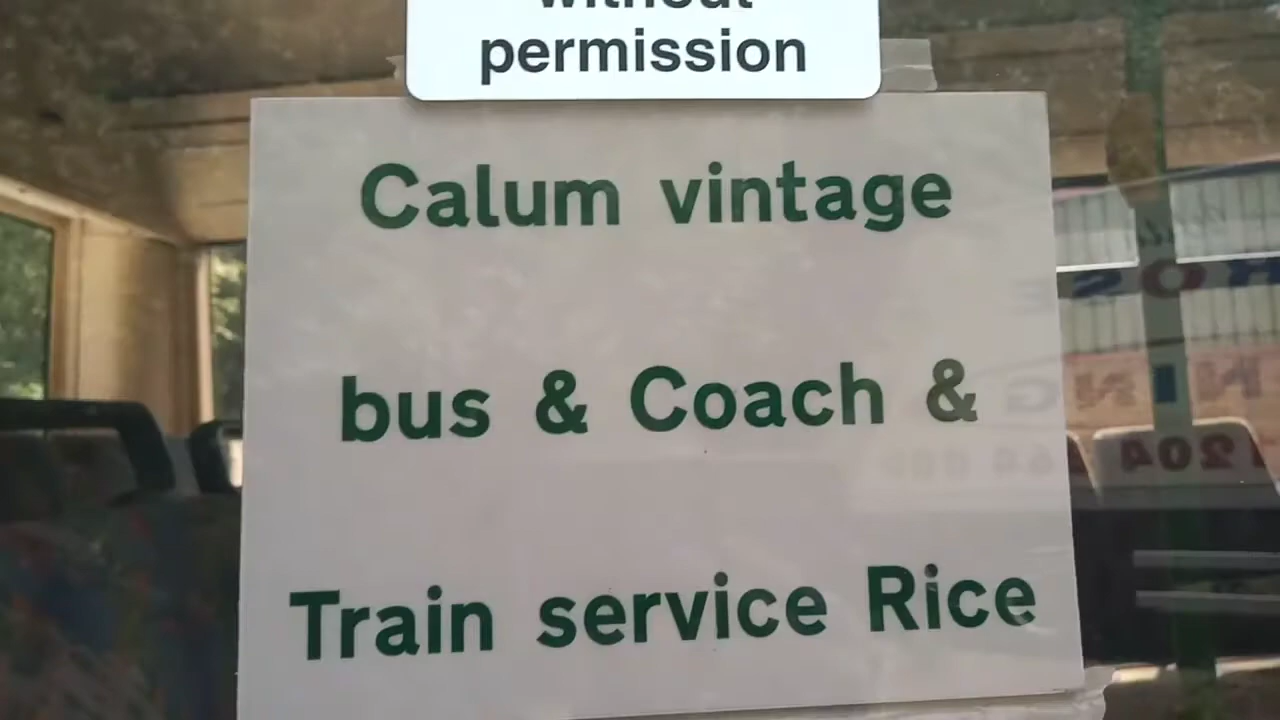 without
permission
Calum vintage
bus & Coach &
Train service Rice